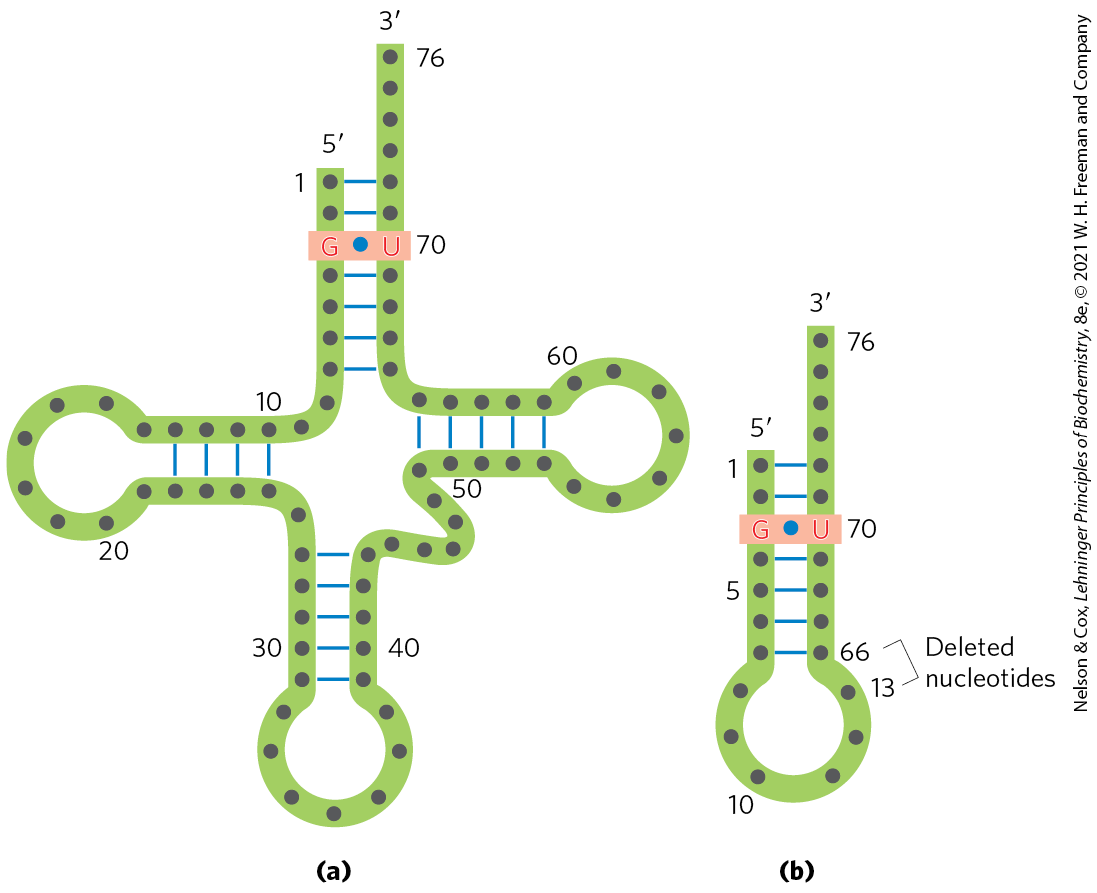 3′
76
5′
1
G U 70
10
60
20
50
30
40
(a)
3′
76
5′
1
G U 70
5
66
13
Deleted
nucleotides
10
(b)
Nelson & Cox, Lehninger Principles of Biochemistry, 8e, © 2021 W. H. Freeman and Company